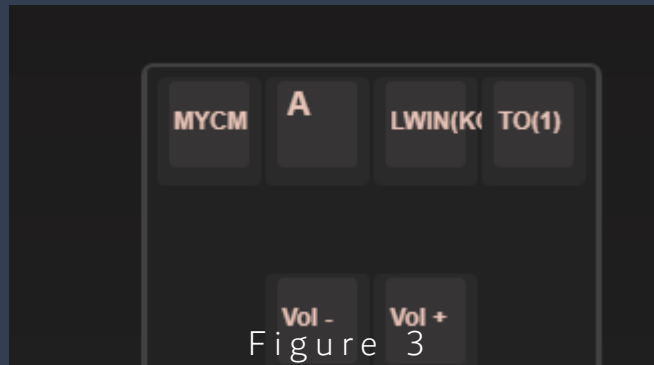 MYCM
A
LWIN(K
TO(1)
Vol -
Vol +
Figure 3